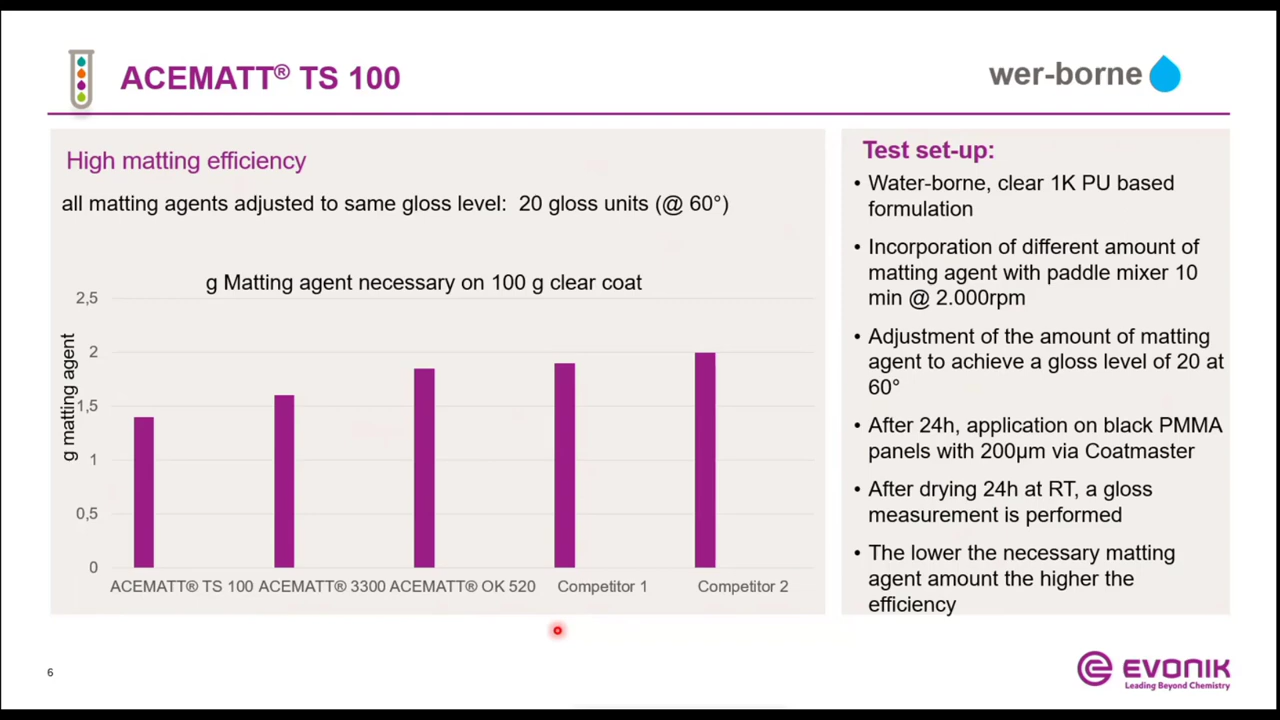 ACEMATT® TS 100
wer-borne
High matting efficiency
all matting agents adjusted to same gloss level: 20 gloss units (@ 60°)
g Matting agent necessary on 100 g clear coat
g matting agent
2,5
2
1,5
1
0,5
0
ACEMATT® TS 100 ACEMATT® 3300 ACEMATT® OK 520 Competitor 1 Competitor 2
Test set-up:
• Water-borne, clear 1K PU based
formulation
• Incorporation of different amount of
matting agent with paddle mixer 10
min @ 2.000rpm
• Adjustment of the amount of matting
agent to achieve a gloss level of 20 at
60°
• After 24h, application on black PMMA
panels with 200µm via Coatmaster
• After drying 24h at RT, a gloss
measurement is performed
• The lower the necessary matting
agent amount the higher the
efficiency
6
EVONIK
Leading Beyond Chemistry